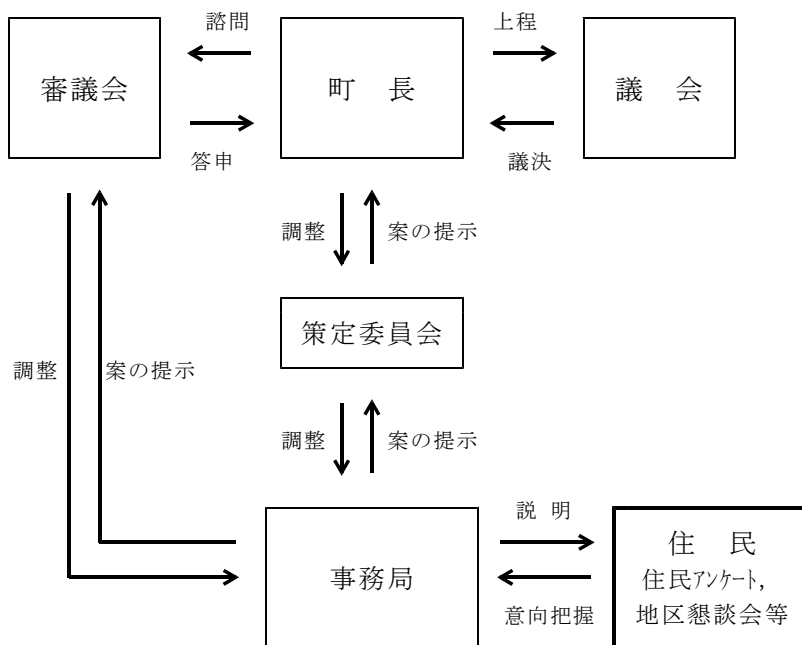 諮問
上程
審議会
町　長
議　会
答申
議決
調整
案の提示
策定委員会
調整
案の提示
調整
案の提示
説 明
事務局
住　民
住民アンケート,
地区懇談会等
意向把握